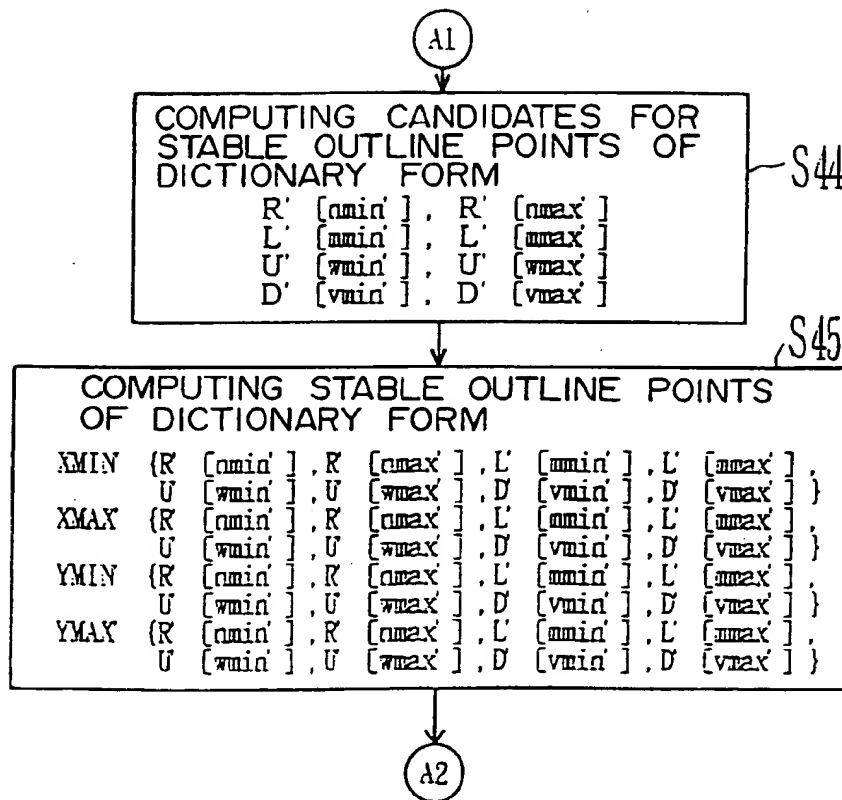 A1
COMPUTING CANDIDATES FOR
STABLE OUTLINE POINTS OF
DICTIONARY FORM
R' [nmin'], R' [nmax']
L' [mmin'], L' [mmax']
U' [wmin'], U' [wmax']
D' [vmin'], D' [vmax']
S44
S45
COMPUTING STABLE OUTLINE POINTS
OF DICTIONARY FORM
XMIN' {R' [nmin'], R' [nmax'], L' [mmin'], L' [mmax'],
U' [wmin'], U' [wmax'], D' [vmin'], D' [vmax']}
XMAX' {R' [nmin'], R' [nmax'], L' [mmin'], L' [mmax'],
U' [wmin'], U' [wmax'], D' [vmin'], D' [vmax']}
YMIN' {R' [nmin'], R' [nmax'], L' [mmin'], L' [mmax'],
U' [wmin'], U' [wmax'], D' [vmin'], D' [vmax']}
YMAX' {R' [nmin'], R' [nmax'], L' [mmin'], L' [mmax'],
U' [wmin'], U' [wmax'], D' [vmin'], D' [vmax']}
A2